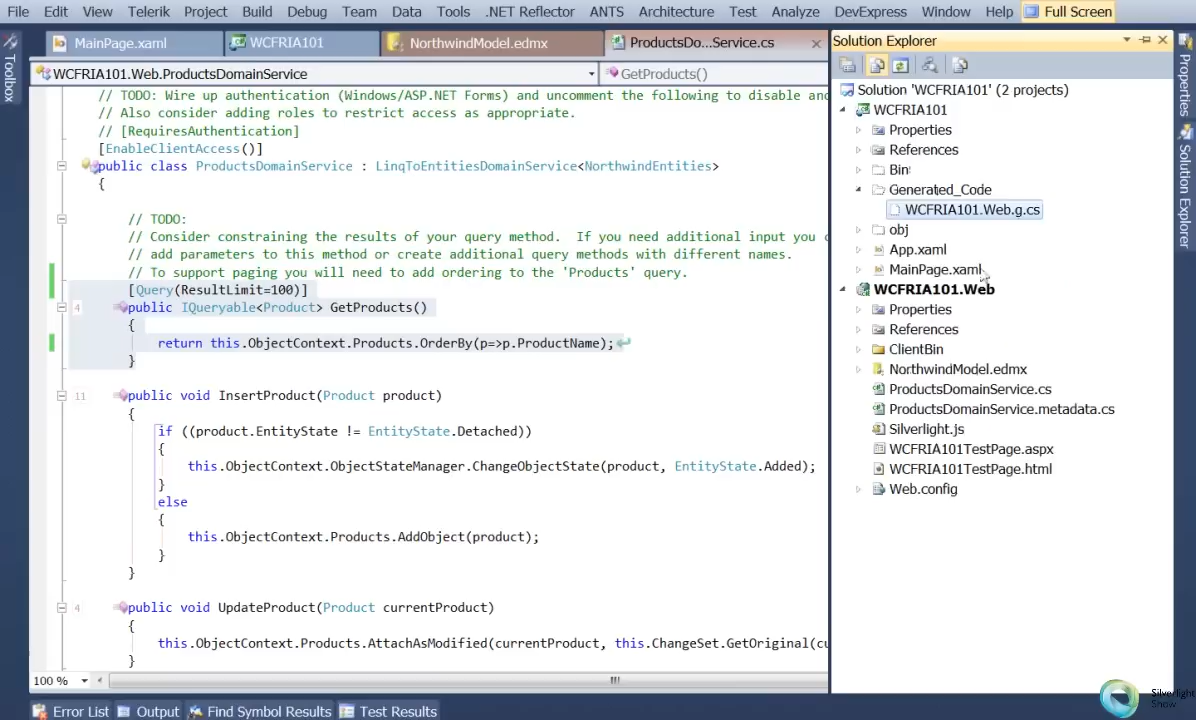 File Edit View Telerik Project Build Debug Team Data Tools .NET Reflector ANTS Architecture Test Analyze DevExpress Window Help Full Screen
Toolbox
MainPage.xaml WCFRIA101 NorthwindModel.edmx ProductsDo...Service.cs
WCFRIA101.Web.ProductsDomainService GetProducts()
// TODO: Wire up authentication (Windows/ASP.NET Forms) and uncomment the following to disable an
// Also consider adding roles to restrict access as appropriate.
// [RequiresAuthentication]
[EnableClientAccess()]
public class ProductsDomainService : LinqToEntitiesDomainService<NorthwindEntities>
{
// TODO:
// Consider constraining the results of your query method.  If you need additional input you c
// add parameters to this method or create additional query methods with different names.
// To support paging you will need to add ordering to the 'Products' query.
[Query(ResultLimit=100)]
4 public IQueryable<Product> GetProducts()
{
return this.ObjectContext.Products.OrderBy(p=>p.ProductName);
}
11 public void InsertProduct(Product product)
{
if ((product.EntityState != EntityState.Detached))
{
this.ObjectContext.ObjectStateManager.ChangeObjectState(product, EntityState.Added);
}
else
{
this.ObjectContext.Products.AddObject(product);
}
}
4 public void UpdateProduct(Product currentProduct)
{
this.ObjectContext.Products.AttachAsModified(currentProduct, this.ChangeSet.GetOriginal(cu
}
100 %
Error List Output Find Symbol Results Test Results
Solution Explorer
Solution 'WCFRIA101' (2 projects)
WCFRIA101
Properties
References
Bin
Generated_Code
WCFRIA101.Web.g.cs
obj
App.xaml
MainPage.xaml
WCFRIA101.Web
Properties
References
ClientBin
NorthwindModel.edmx
ProductsDomainService.cs
ProductsDomainService.metadata.cs
Silverlight.js
WCFRIA101TestPage.aspx
WCFRIA101TestPage.html
Web.config
Properties
Solution Explorer
Silverlight
Show